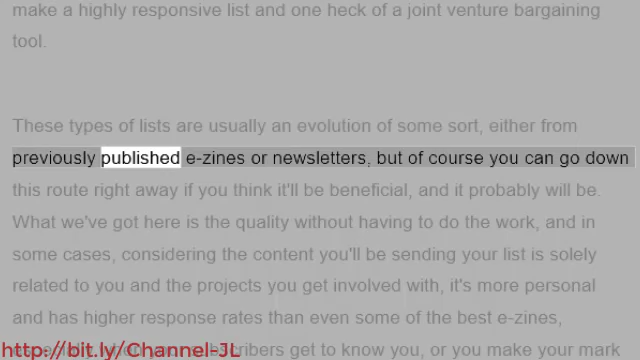 make a highly responsive list and one heck of a joint venture bargaining
tool.
These types of lists are usually an evolution of some sort, either from
previously published e-zines or newsletters, but of course you can go down
this route right away if you think it'll be beneficial, and it probably will be.
What we've got here is the quality without having to do the work, and in
some cases, considering the content you'll be sending your list is solely
related to you and the projects you get involved with, it's more personal
and has higher response rates than even some of the best e-zines,
http://bit.ly/Channel-JL
get to know you, or you make your mark